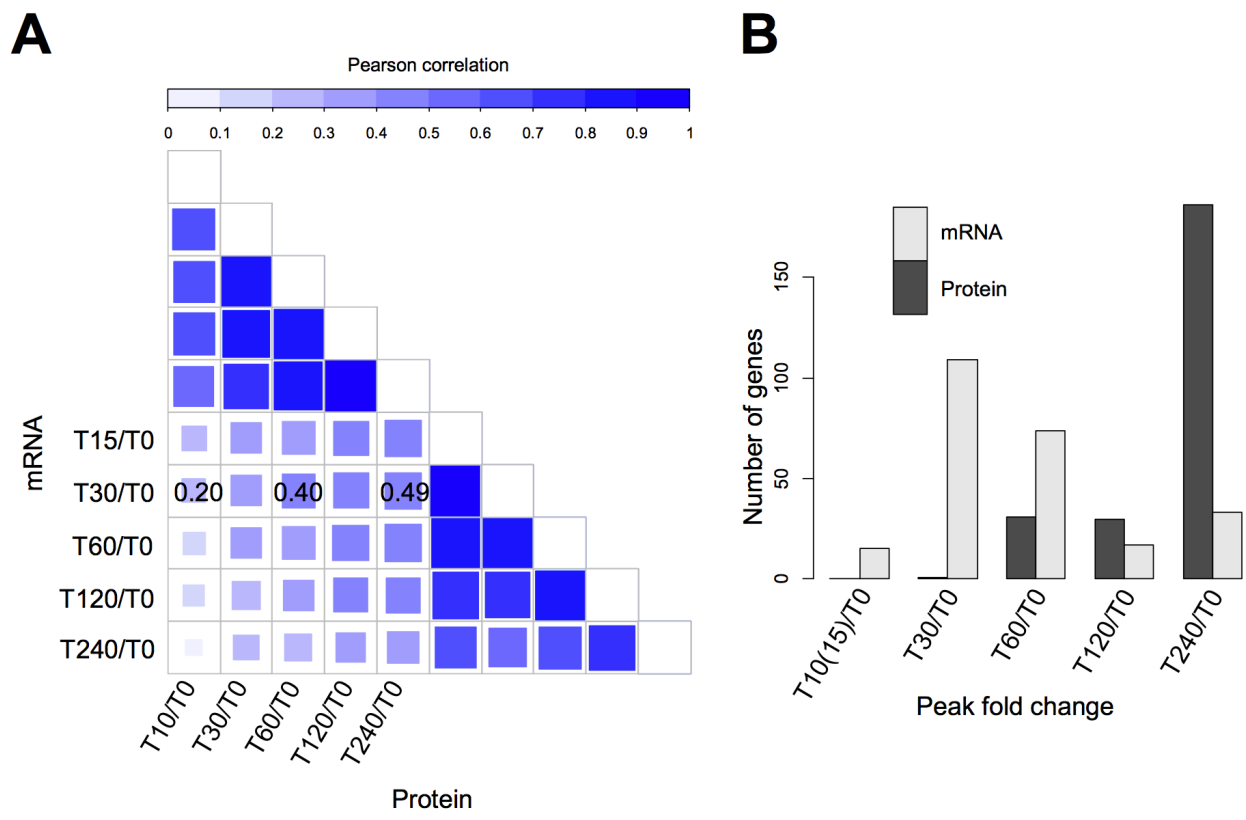 A
Pearson correlation
0 0.1 0.2 0.3 0.4 0.5 0.6 0.7 0.8 0.9 1
mRNA
T15/T0
T30/T0 0.20 0.40 0.49
T60/T0
T120/T0
T240/T0
T10/T0 T30/T0 T60/T0 T120/T0 T240/T0
Protein
B
mRNA
Protein
Number of genes
150
100
50
0
T10(15)/T0 T30/T0 T60/T0 T120/T0 T240/T0
Peak fold change